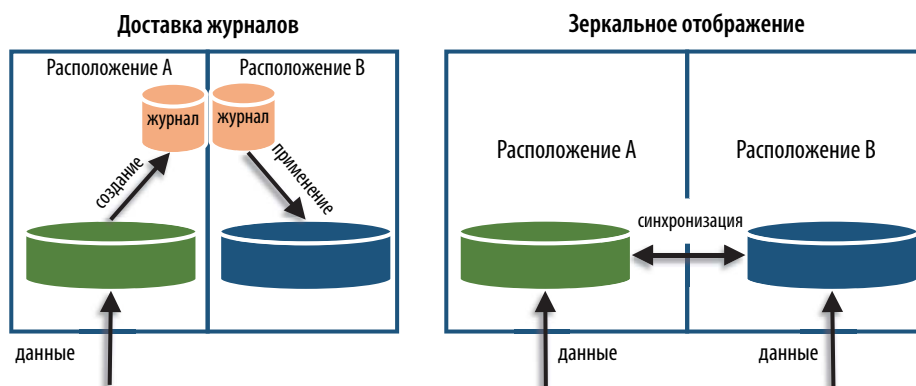 Доставка журналов
Расположение А
Расположение В
журнал
журнал
создание
применение
данные
Зеркальное отображение
Расположение А
Расположение В
синхронизация
данные
данные